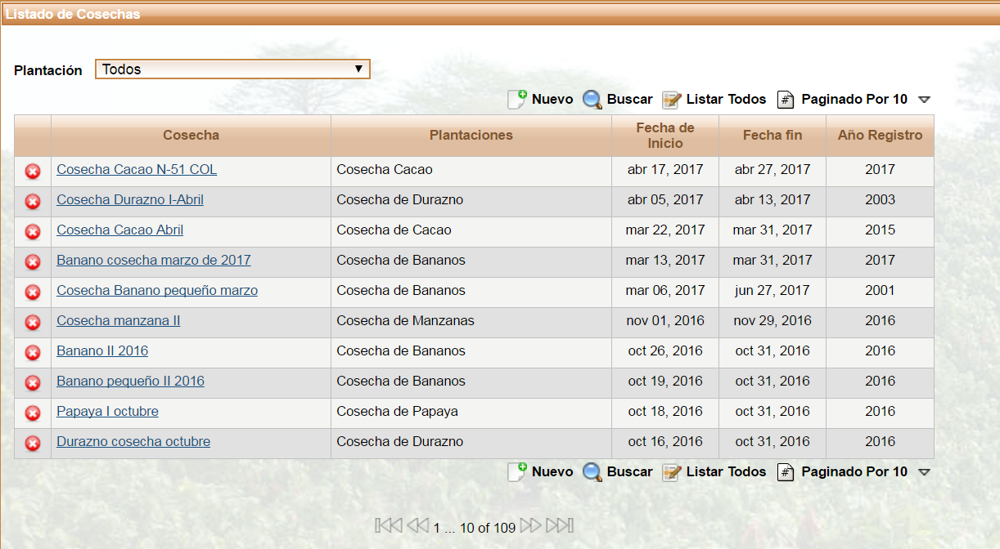 Listado de Cosechas
Plantación Todos
Nuevo Buscar Listar Todos # Paginado Por 10
Cosecha Plantaciones Fecha de Inicio Fecha fin Año Registro
Cosecha Cacao N-51 COL Cosecha Cacao abr 17, 2017 abr 27, 2017 2017
Cosecha Durazno I-Abril Cosecha de Durazno abr 05, 2017 abr 13, 2017 2003
Cosecha Cacao Abril Cosecha de Cacao mar 22, 2017 mar 31, 2017 2015
Banano cosecha marzo de 2017 Cosecha de Bananos mar 13, 2017 mar 31, 2017 2017
Cosecha Banano pequeño marzo Cosecha de Bananos mar 06, 2017 jun 27, 2017 2001
Cosecha manzana II Cosecha de Manzanas nov 01, 2016 nov 29, 2016 2016
Banano II 2016 Cosecha de Bananos oct 26, 2016 oct 31, 2016 2016
Banano pequeño II 2016 Cosecha de Bananos oct 19, 2016 oct 31, 2016 2016
Papaya I octubre Cosecha de Papaya oct 18, 2016 oct 31, 2016 2016
Durazno cosecha octubre Cosecha de Durazno oct 16, 2016 oct 31, 2016 2016
Nuevo Buscar Listar Todos # Paginado Por 10
1 ... 10 of 109